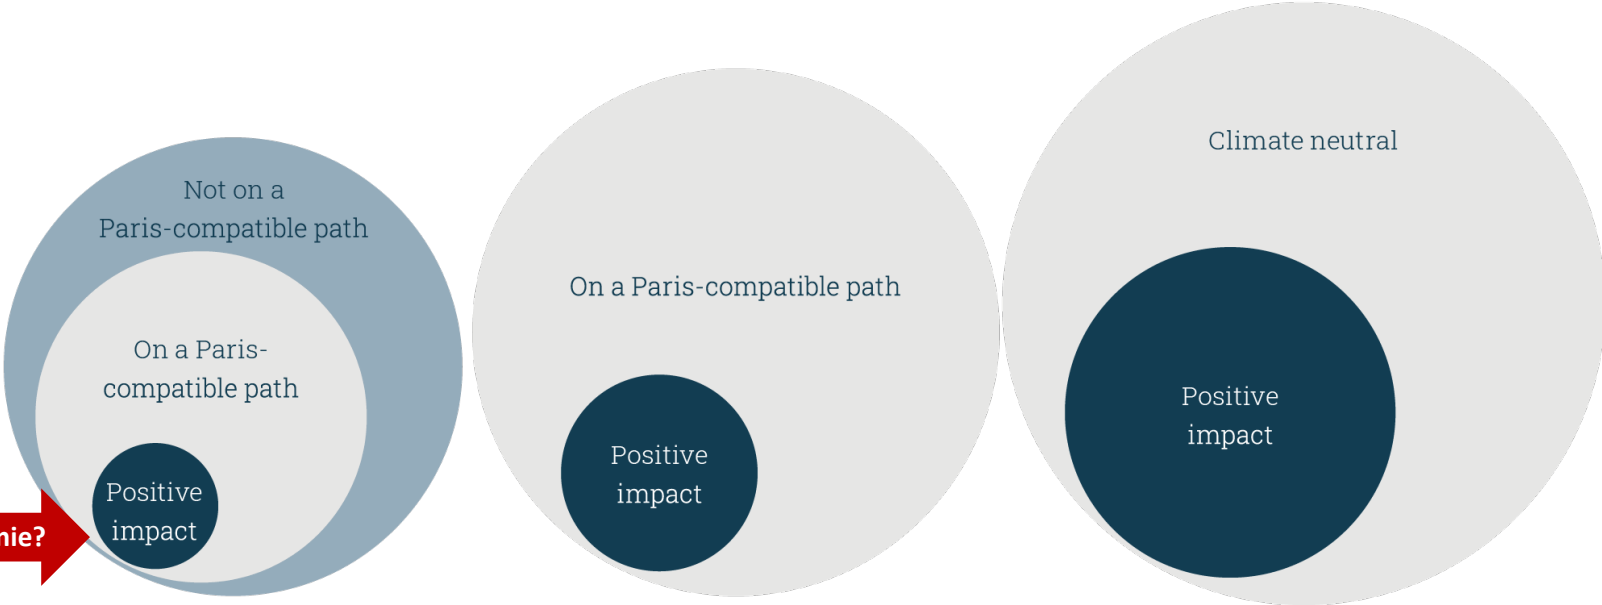 Not on a
Paris-compatible path
On a Paris-
compatible path
Positive
impact
On a Paris-compatible path
Positive
impact
Climate neutral
Positive
impact